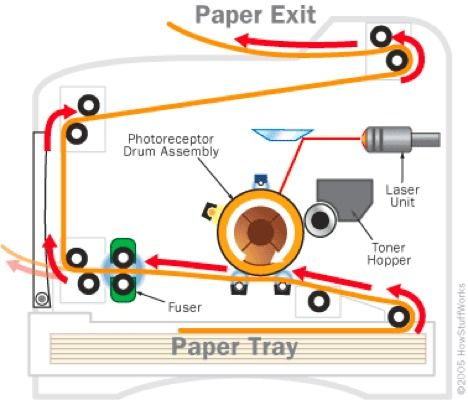 Paper Exit
Photoreceptor
Drum Assembly
Laser
Unit
Toner
Hopper
Fuser
Paper Tray
©2005 HowStuffWorks